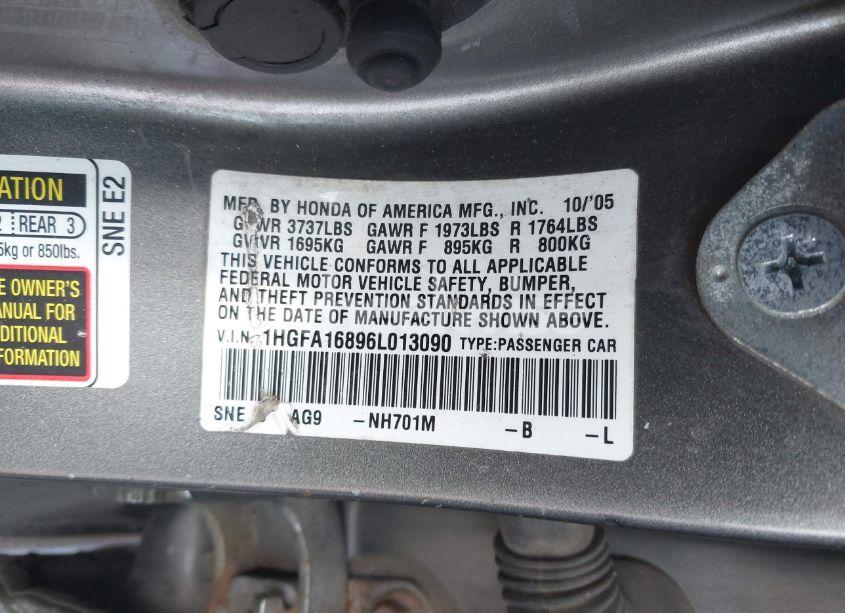 ATION
2 REAR 3
5kg or 850lbs.
E OWNER'S
ANUAL FOR
DDITIONAL
FORMATION
SNE E2
MFD. BY HONDA OF AMERICA MFG., INC. 10/'05
GVWR 3737LBS GAWR F 1973LBS R 1764LBS
GVWR 1695KG GAWR F 895KG R 800KG
THIS VEHICLE CONFORMS TO ALL APPLICABLE
FEDERAL MOTOR VEHICLE SAFETY, BUMPER,
AND THEFT PREVENTION STANDARDS IN EFFECT
ON THE DATE OF MANUFACTURE SHOWN ABOVE.
V.I.N. 1HGFA16896L013090 TYPE:PASSENGER CAR
SNE AG9 -NH701M -B -L